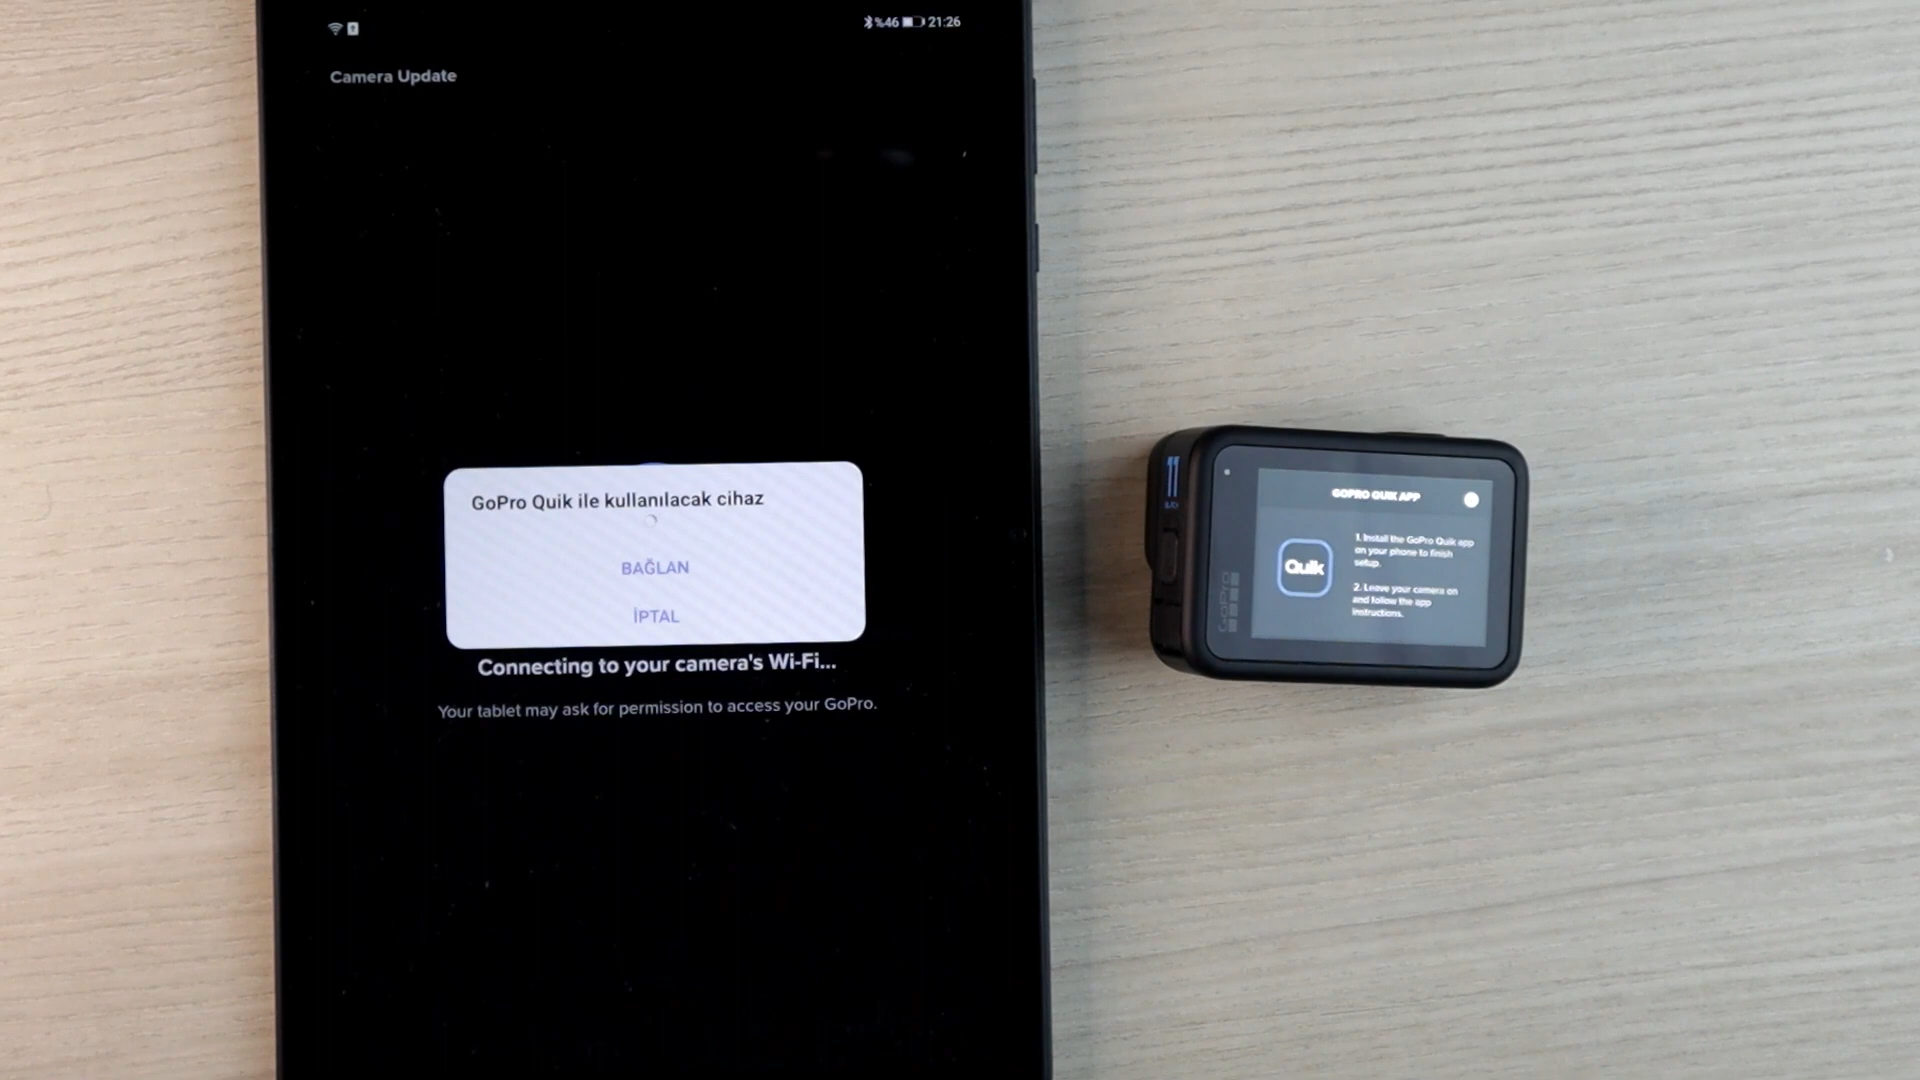 %46 21:26
Camera Update
GoPro Quik ile kullanılacak cihaz
BAĞLAN
İPTAL
Connecting to your camera's Wi-Fi...
Your tablet may ask for permission to access your GoPro.
11
GoPro
GOPRO QUIK APP
Quik
1. Install the GoPro Quik app
on your phone to finish
setup.
2. Leave your camera on
and follow the app
instructions.